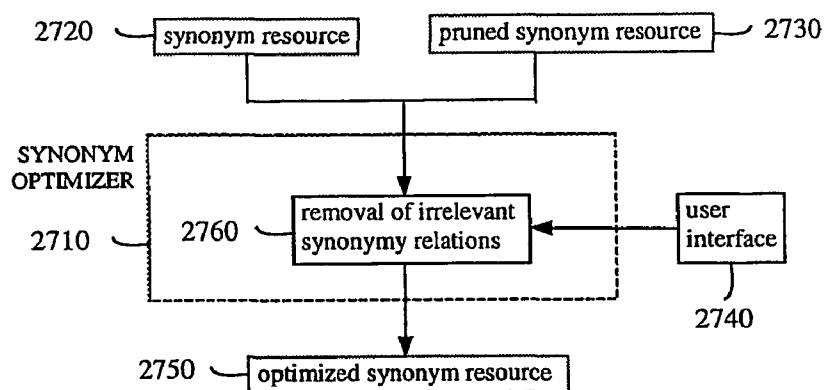 2720
synonym resource
pruned synonym resource
2730
SYNONYM
OPTIMIZER
2710
2760
removal of irrelevant
synonymy relations
user
interface
2740
2750
optimized synonym resource